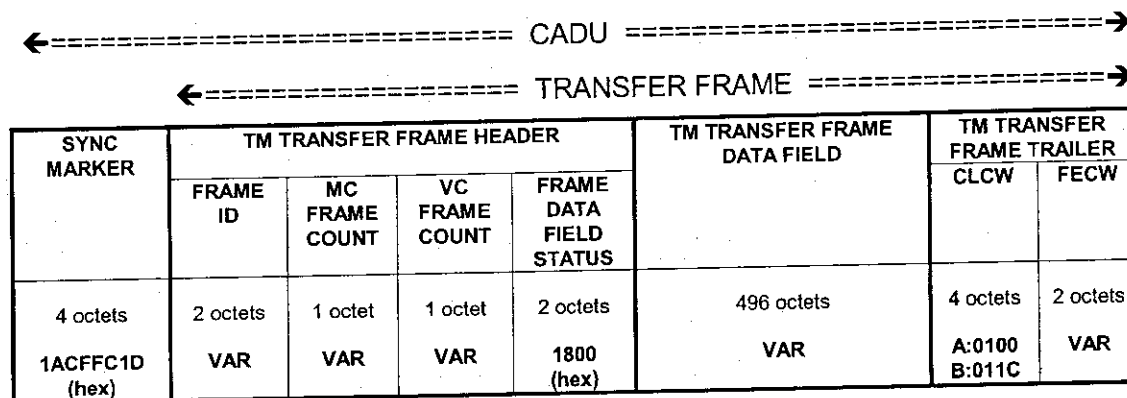 CADU
TRANSFER FRAME
SYNC MARKER
TM TRANSFER FRAME HEADER
TM TRANSFER FRAME DATA FIELD
TM TRANSFER FRAME TRAILER
FRAME ID
MC FRAME COUNT
VC FRAME COUNT
FRAME DATA FIELD STATUS
CLCW
FECW
4 octets
2 octets
1 octet
1 octet
2 octets
496 octets
4 octets
2 octets
1ACFFC1D (hex)
VAR
VAR
VAR
1800 (hex)
VAR
A:0100
B:011C
VAR